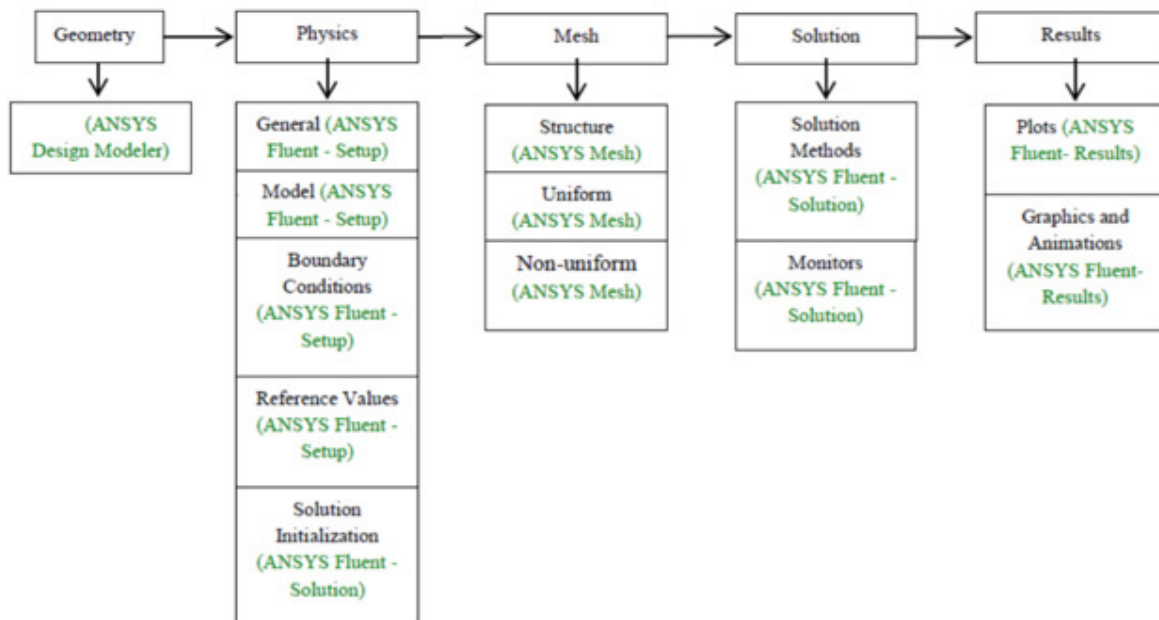 Geometry
Physics
Mesh
Solution
Results
(ANSYS
Design Modeler)
General (ANSYS
Fluent - Setup)
Model (ANSYS
Fluent - Setup)
Boundary
Conditions
(ANSYS Fluent -
Setup)
Reference Values
(ANSYS Fluent -
Setup)
Solution
Initialization
(ANSYS Fluent -
Solution)
Structure
(ANSYS Mesh)
Uniform
(ANSYS Mesh)
Non-uniform
(ANSYS Mesh)
Solution
Methods
(ANSYS Fluent -
Solution)
Monitors
(ANSYS Fluent -
Solution)
Plots (ANSYS
Fluent- Results)
Graphics and
Animations
(ANSYS Fluent-
Results)